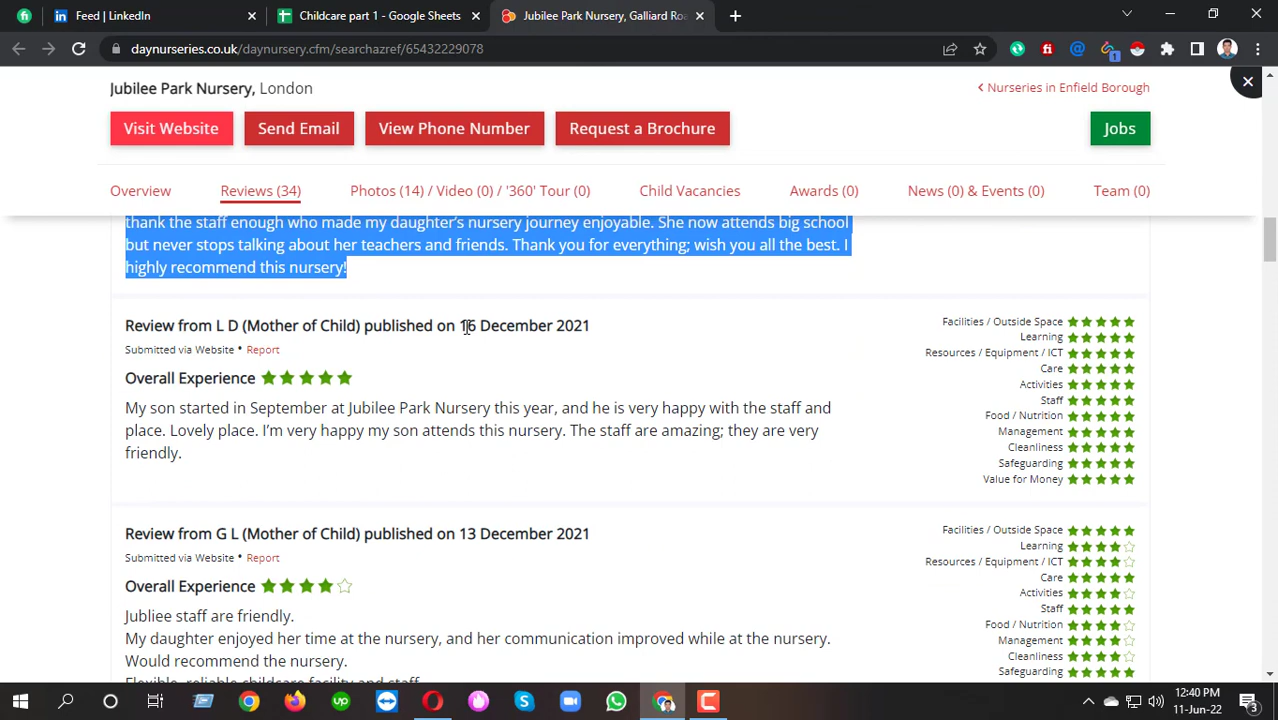 Feed | LinkedIn
Childcare part 1 - Google Sheets
Jubilee Park Nursery, Galliard Ro
daynurseries.co.uk/daynursery.cfm/searchazref/65432229078
1
Jubilee Park Nursery, London
Nurseries in Enfield Borough
Visit Website
Send Email
View Phone Number
Request a Brochure
Jobs
Overview
Reviews (34)
Photos (14) / Video (0) / '360' Tour (0)
Child Vacancies
Awards (0)
News (0) & Events (0)
Team (0)
thank the staff enough who made my daughter's nursery journey enjoyable. She now attends big school
but never stops talking about her teachers and friends. Thank you for everything; wish you all the best. I
highly recommend this nursery!
Review from L D (Mother of Child) published on 16 December 2021
Submitted via Website • Report
Overall Experience
My son started in September at Jubilee Park Nursery this year, and he is very happy with the staff and
place. Lovely place. I'm very happy my son attends this nursery. The staff are amazing; they are very
friendly.
Facilities / Outside Space
Learning
Resources / Equipment / ICT
Care
Activities
Staff
Food / Nutrition
Management
Cleanliness
Safeguarding
Value for Money
Review from G L (Mother of Child) published on 13 December 2021
Submitted via Website • Report
Overall Experience
Jubliee staff are friendly.
My daughter enjoyed her time at the nursery, and her communication improved while at the nursery.
Would recommend the nursery.
Flexible, reliable childcare facility and staff
Facilities / Outside Space
Learning
Resources / Equipment / ICT
Care
Activities
Staff
Food / Nutrition
Management
Cleanliness
Safeguarding
12:40 PM
11-Jun-22
3